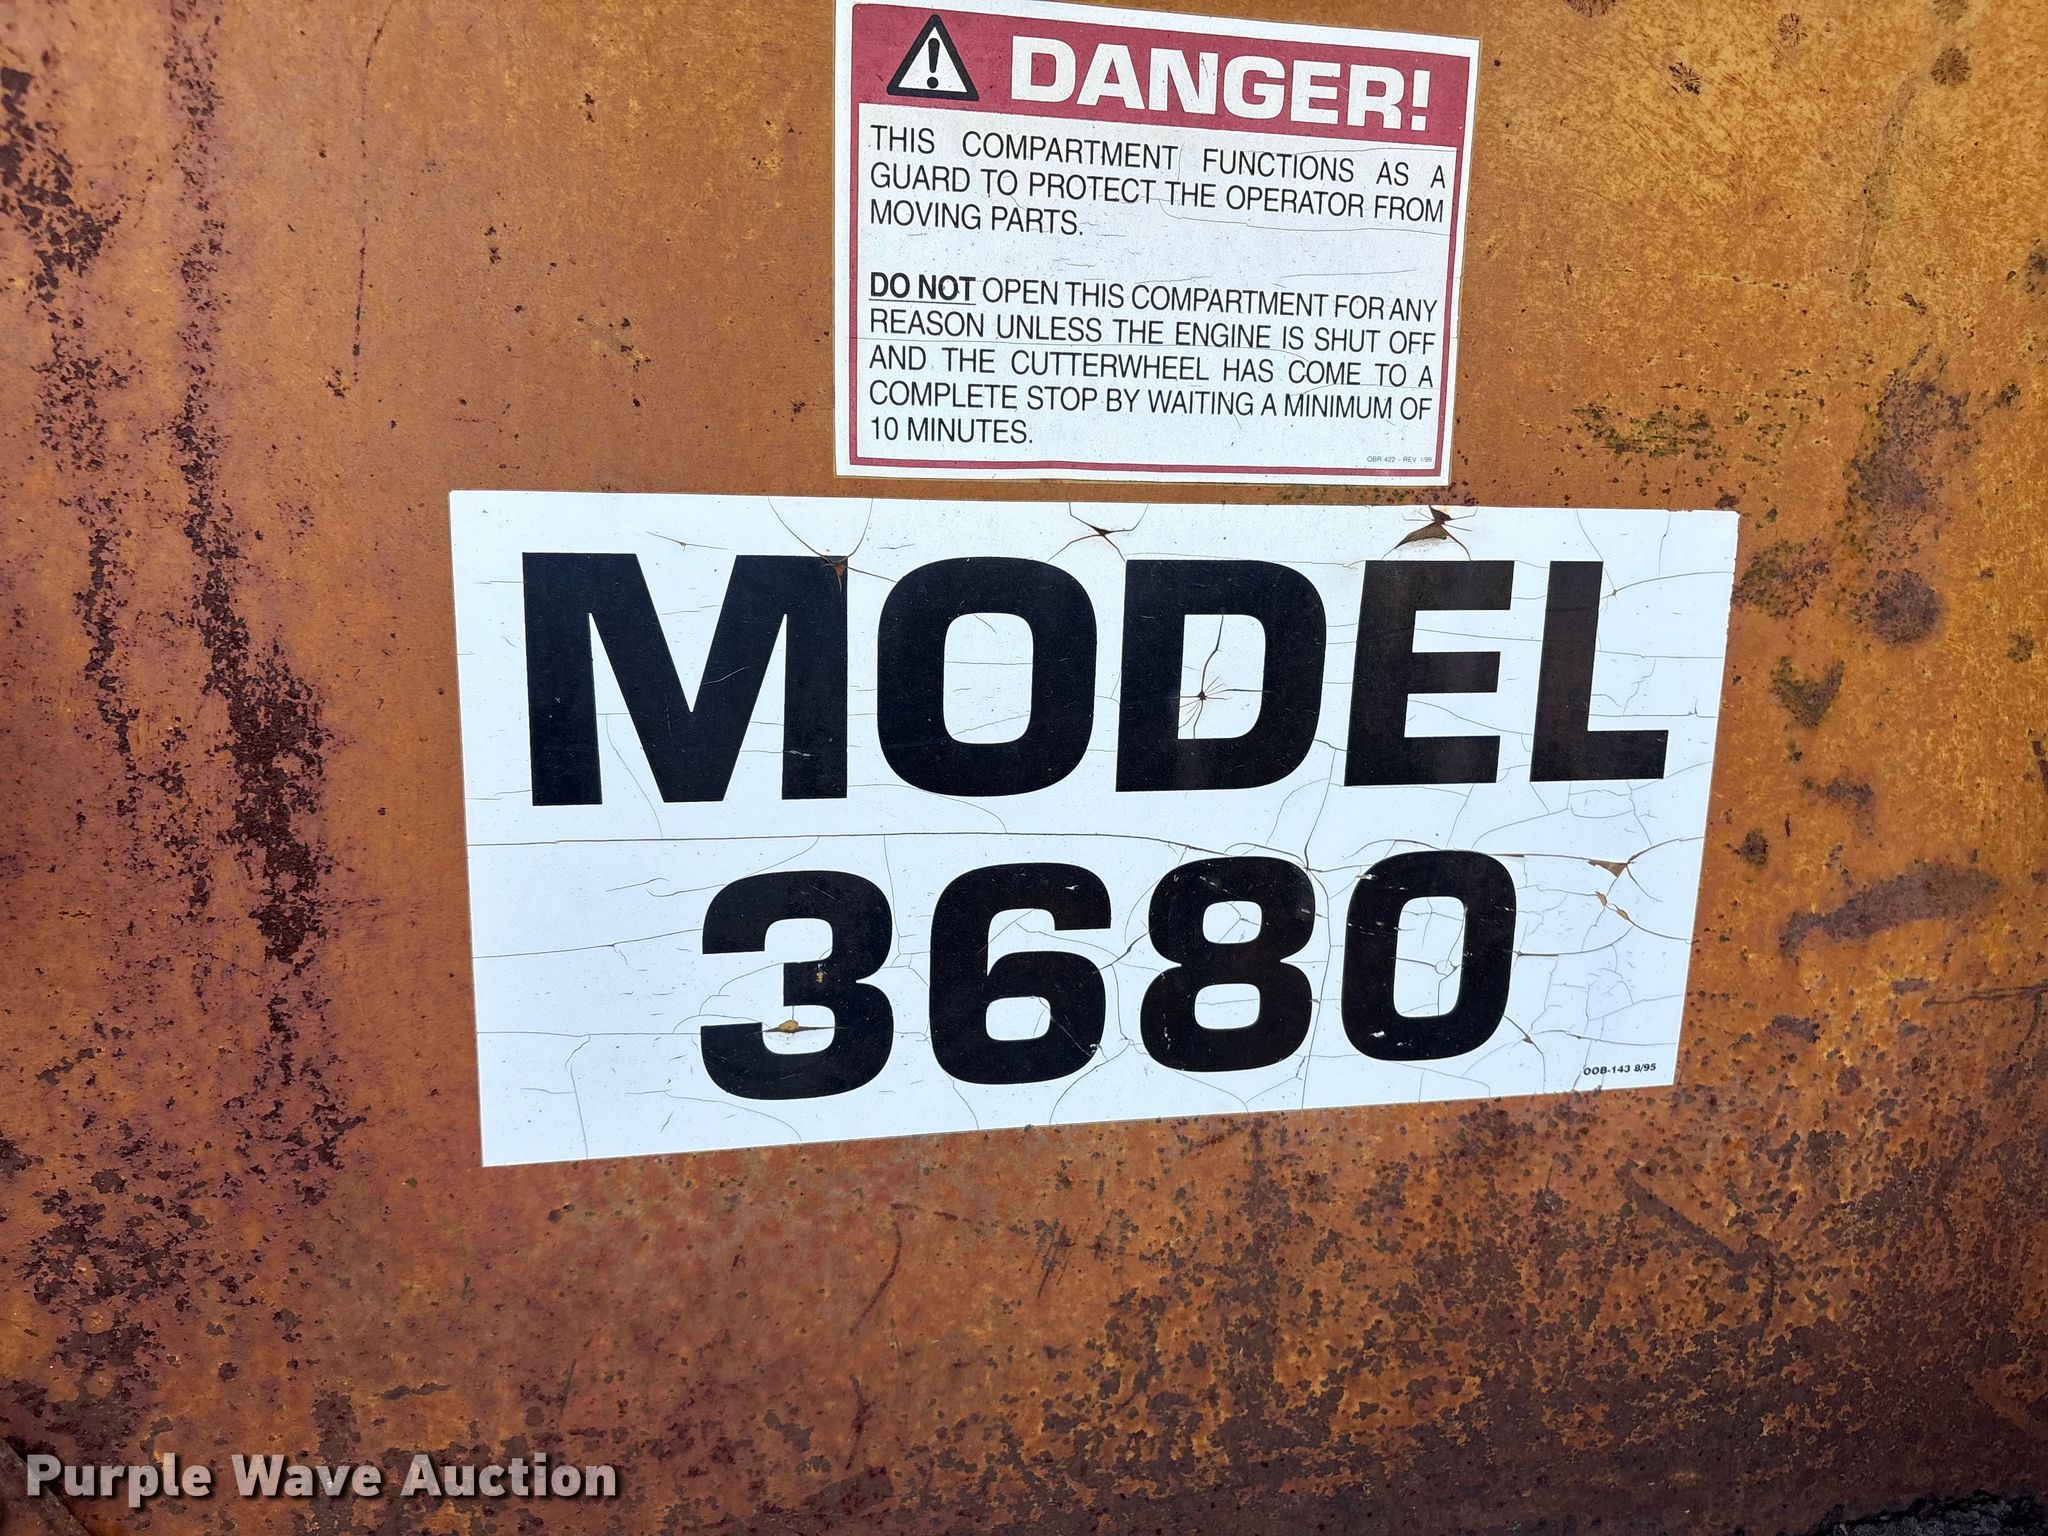 DANGER!
THIS COMPARTMENT FUNCTIONS AS A
GUARD TO PROTECT THE OPERATOR FROM
MOVING PARTS.
DO NOT OPEN THIS COMPARTMENT FOR ANY
REASON UNLESS THE ENGINE IS SHUT OFF
AND THE CUTTERWHEEL HAS COME TO A
COMPLETE STOP BY WAITING A MINIMUM OF
10 MINUTES.
OBR 422 - REV 1/99
MODEL
3680
OOB-143 8/95
Purple Wave Auction